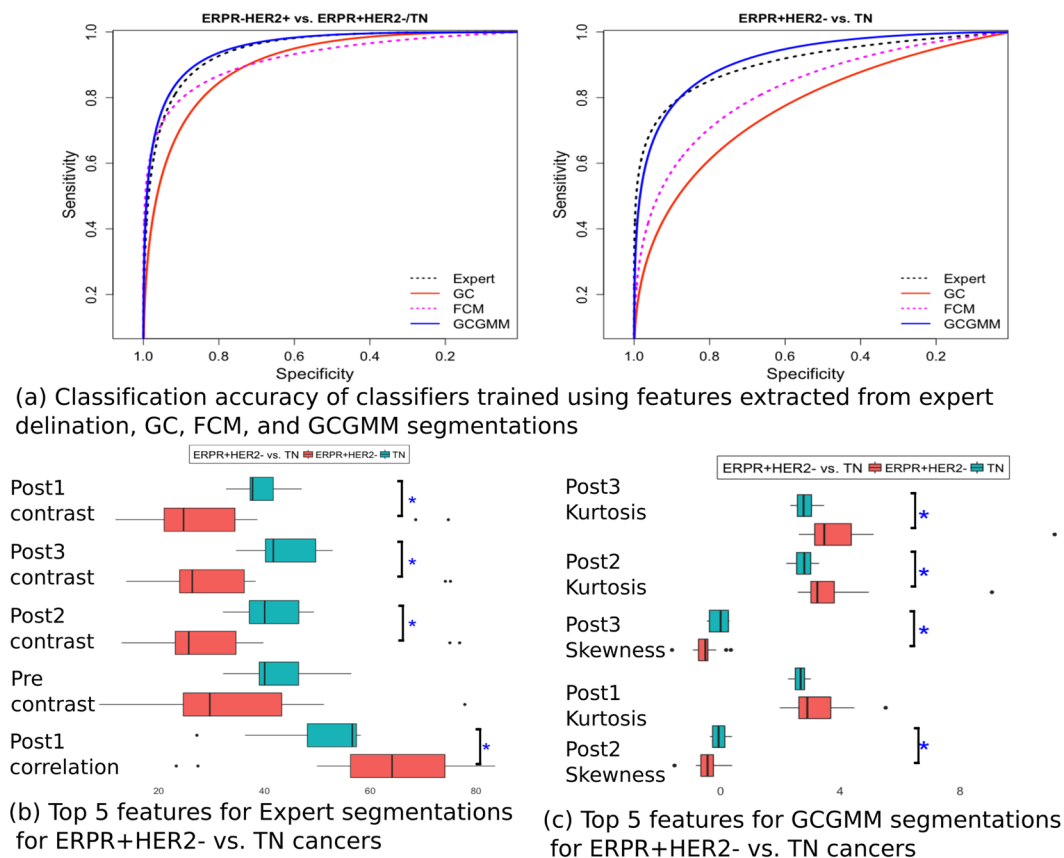 ERPR-HER2+ vs. ERPR+HER2-/TN
Sensitivity
1.0
0.8
0.6
0.4
0.2
Expert
GC
FCM
GCGMM
1.0 0.8 0.6 0.4 0.2
Specificity
ERPR+HER2- vs. TN
Sensitivity
1.0
0.8
0.6
0.4
0.2
Expert
GC
FCM
GCGMM
1.0 0.8 0.6 0.4 0.2
Specificity
(a) Classification accuracy of classifiers trained using features extracted from expert
delination, GC, FCM, and GCGMM segmentations
ERPR+HER2- vs. TN ERPR+HER2- TN
Post1
contrast
*
Post3
contrast
*
Post2
contrast
*
Pre
contrast
Post1
correlation
*
20 40 60 80
(b) Top 5 features for Expert segmentations
for ERPR+HER2- vs. TN cancers
ERPR+HER2- vs. TN ERPR+HER2- TN
Post3
Kurtosis
*
Post2
Kurtosis
*
Post3
Skewness
*
Post1
Kurtosis
Post2
Skewness
*
0 4 8
(c) Top 5 features for GCGMM segmentations
for ERPR+HER2- vs. TN cancers